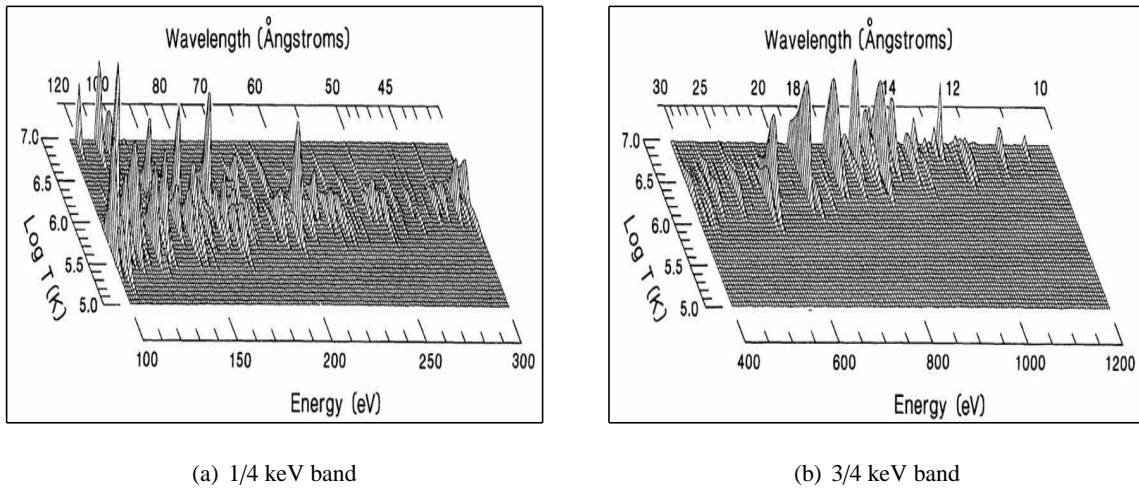 Wavelength (Ångstroms)
120 100 80 70 60 50 45
7.0
6.5
6.0
5.5
5.0
Log T (K)
100 150 200 250 300
Energy (eV)
(a) 1/4 keV band
Wavelength (Ångstroms)
30 25 20 18 14 12 10
7.0
6.5
6.0
5.5
5.0
Log T (K)
400 600 800 1000 1200
Energy (eV)
(b) 3/4 keV band